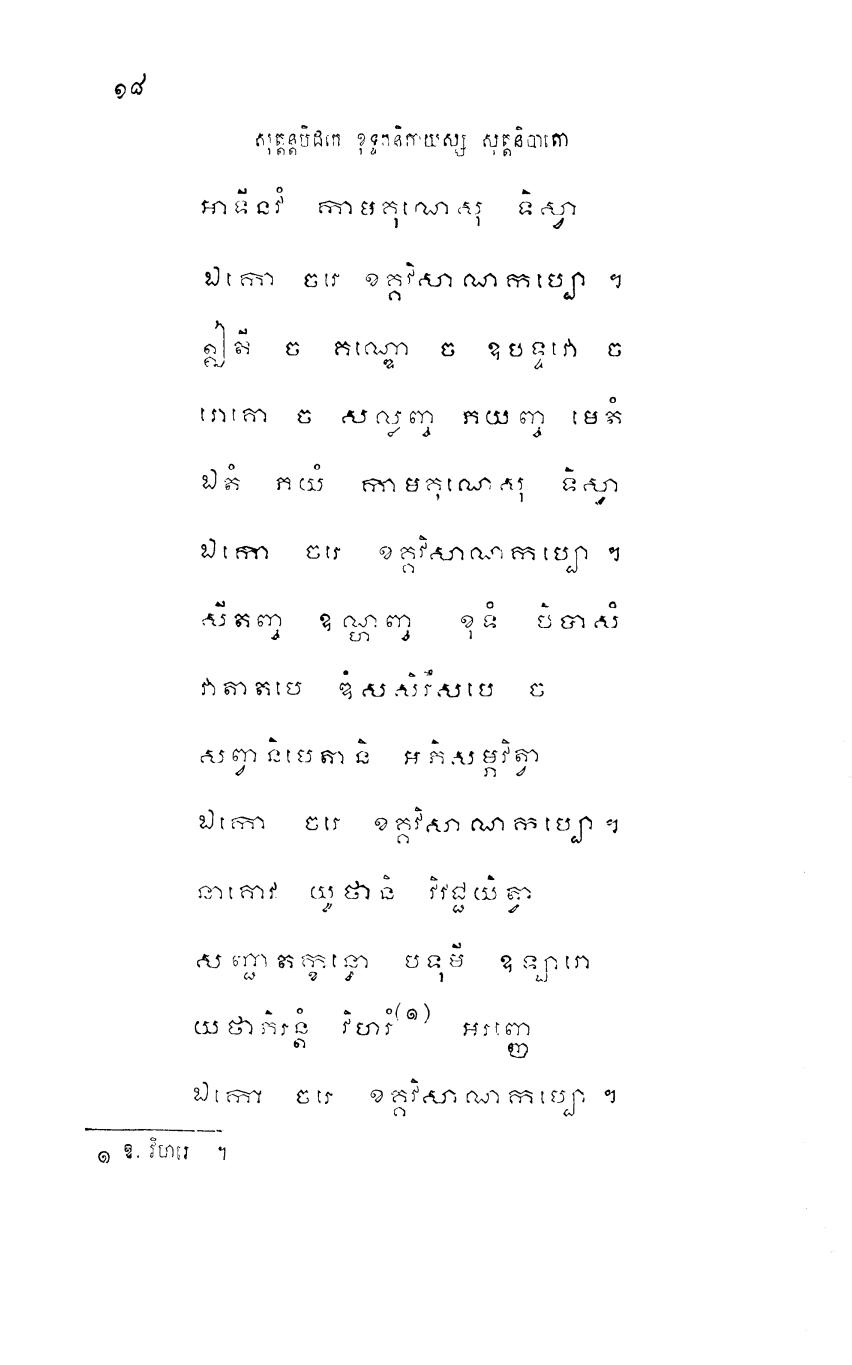 ១៨
សុត្តន្តបិដកេ ខុទ្ទកនិកាយស្ស សុត្តនិបាតោ
អាទីនវំ កាមគុណេសុ ទិស្វា
ឯកោ ចរេ ខគ្គវិសាណកប្បោ ។
ឦតី ច គណ្ឌោ ច ឧបទ្ទវោ ច
រោគោ ច សល្លញ្ច ភយញ្ច មេតំ
ឯតំ ភយំ កាមគុណេសុ ទិស្វា
ឯកោ ចរេ ខគ្គវិសាណកប្បោ ។
សីតញ្ច ឧណ្ហញ្ច ខុទំ បិបាសំ
វាតាតបេ ឌំសសិរីសបេ ច
សព្វានិបេតានិ អភិសម្ភវិត្វា
ឯកោ ចរេ ខគ្គវិសាណកប្បោ ។
នាគោវ យូថានិ វិវជ្ជយិត្វា
សញ្ជាតក្ខន្ធោ បទុមី ឧឡារោ
យថាភិរន្តំ វិហរំ(១) អរញ្ញេ
ឯកោ ចរេ ខគ្គវិសាណកប្បោ ។
១ ឱ. វិហរេ ។